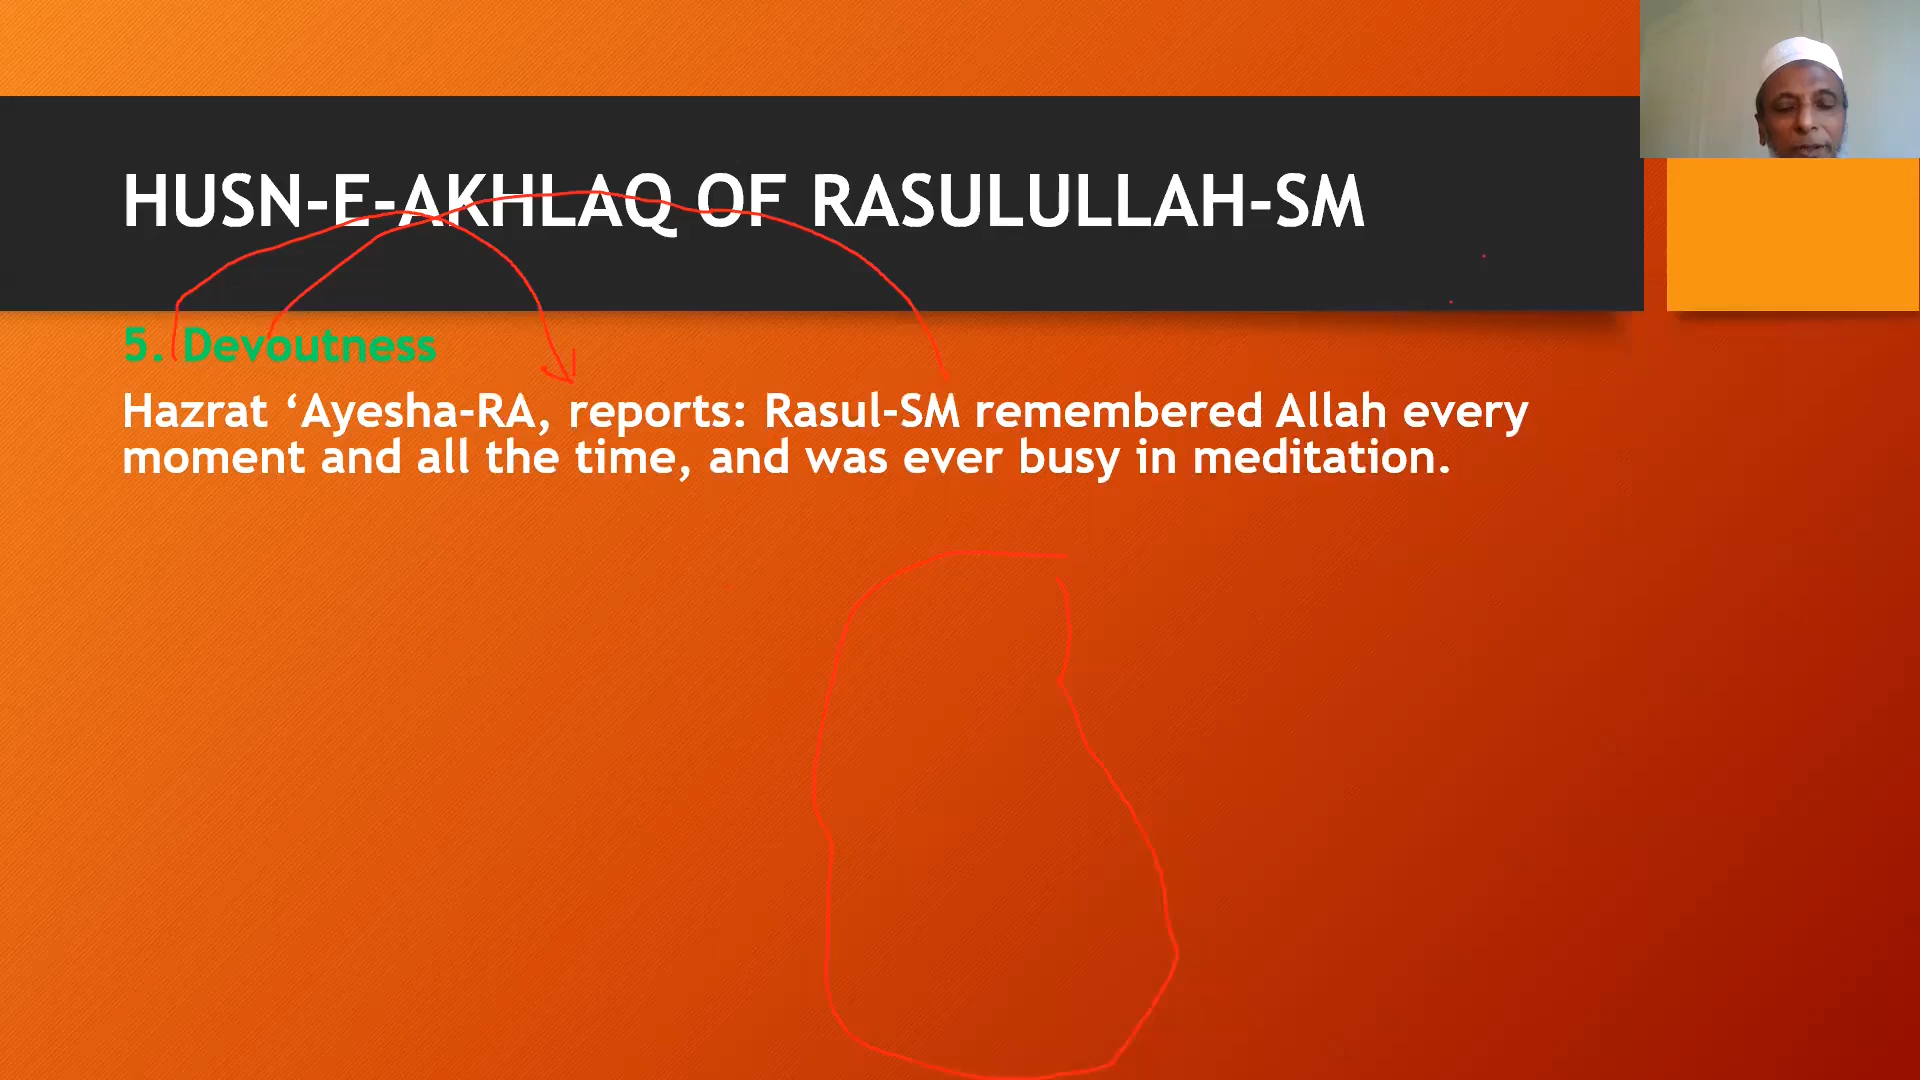 HUSN-E-AKHLAQ OF RASULULLAH-SM
5. Devoutness
Hazrat ‘Ayesha-RA, reports: Rasul-SM remembered Allah every
moment and all the time, and was ever busy in meditation.